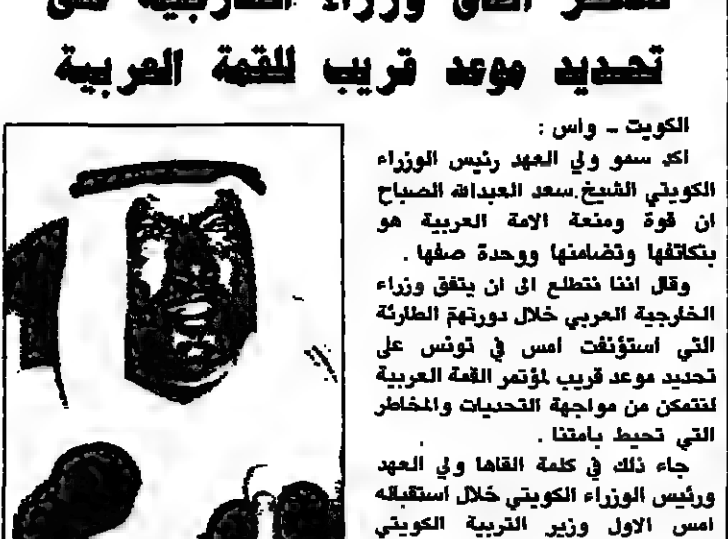 وزراء الخارجية على
تحديد موعد قريب للقمة العربية
الكويت - واس :
اكد سمو ولي العهد رئيس الوزراء
الكويتي الشيخ سعد العبدالله الصباح
ان قوة ومنعة الامة العربية هو
بتكاتفها وتضامنها ووحدة صفها .
وقال اننا نتطلع الى ان يتفق وزراء
الخارجية العربي خلال دورتهم الطارئة
التي استؤنفت امس في تونس على
تحديد موعد قريب لمؤتمر القمة العربية
لنتمكن من مواجهة التحديات والمخاطر
التي تحيط بامتنا .
جاء ذلك في كلمة القاها ولي العهد
ورئيس الوزراء الكويتي خلال استقباله
امس الاول وزير التربية الكويتي